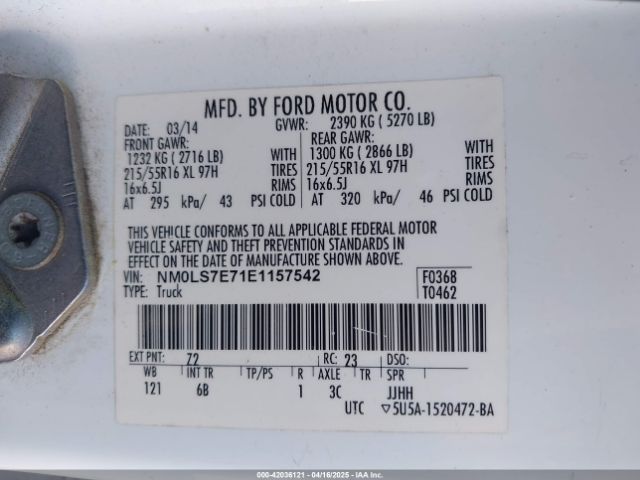 MFD. BY FORD MOTOR CO.
DATE: 03/14 GVWR: 2390 KG ( 5270 LB)
FRONT GAWR: REAR GAWR:
1232 KG ( 2716 LB) WITH 1300 KG ( 2866 LB) WITH
215/55R16 XL 97H TIRES 215/55R16 XL 97H TIRES
16x6.5J RIMS 16x6.5J RIMS
AT 295 kPa/ 43 PSI COLD AT 320 kPa/ 46 PSI COLD
THIS VEHICLE CONFORMS TO ALL APPLICABLE FEDERAL MOTOR
VEHICLE SAFETY AND THEFT PREVENTION STANDARDS IN
EFFECT ON THE DATE OF MANUFACTURE SHOWN ABOVE.
VIN: NM0LS7E71E1157542 F0368
TYPE: Truck T0462
EXT PNT: Z2 RC: 23 DSO:
WB INT TR TP/PS R AXLE TR SPR
121 6B 1 3C JJHH
UTC ▽5U5A-1520472-BA
000-42036121 - 04/16/2025 - IAAI.COM